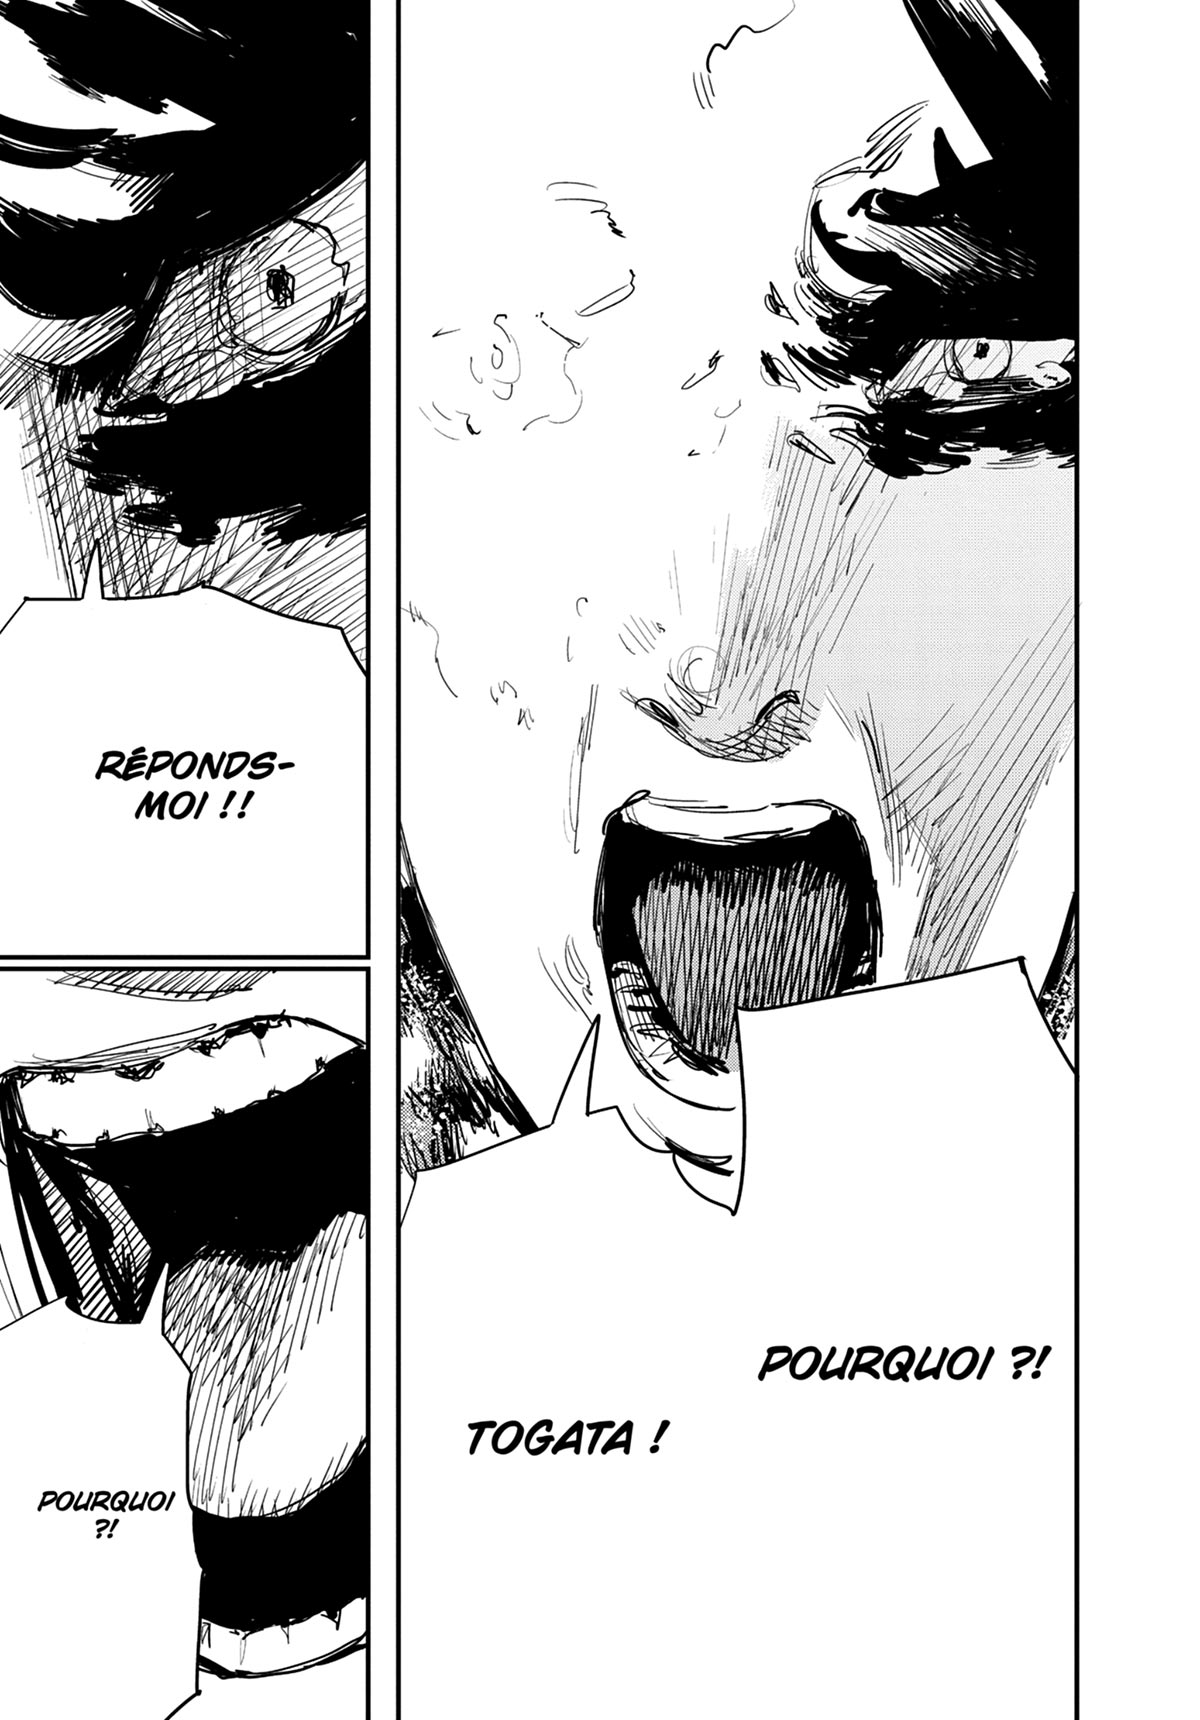 POURQUOI ?!
TOGATA !
RÉPONDS-
MOI !!
POURQUOI
?!